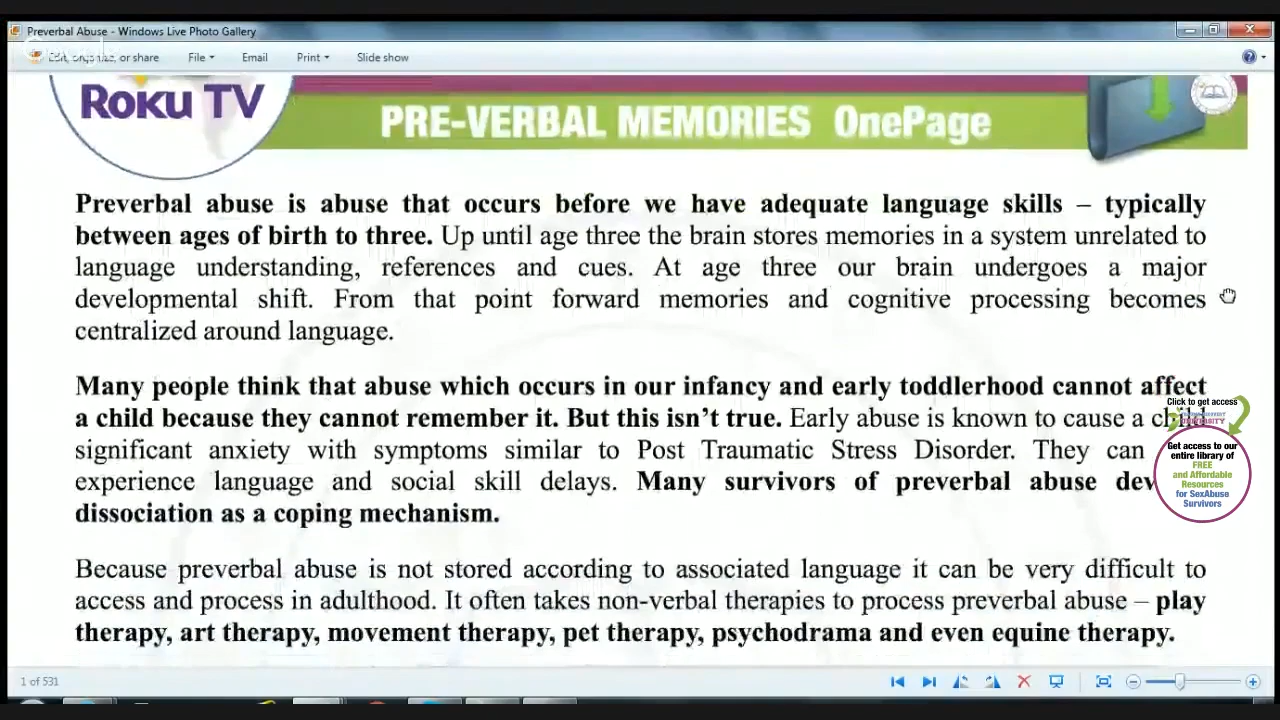 Preverbal Abuse - Windows Live Photo Gallery
Google
Edit, organize, or share File Email Print Slide show
Roku TV
PRE-VERBAL MEMORIES OnePage
Preverbal abuse is abuse that occurs before we have adequate language skills – typically
between ages of birth to three. Up until age three the brain stores memories in a system unrelated to
language understanding, references and cues. At age three our brain undergoes a major
developmental shift. From that point forward memories and cognitive processing becomes
centralized around language.
Many people think that abuse which occurs in our infancy and early toddlerhood cannot affect
a child because they cannot remember it. But this isn't true. Early abuse is known to cause a child
significant anxiety with symptoms similar to Post Traumatic Stress Disorder. They can
experience language and social skill delays. Many survivors of preverbal abuse
dissociation as a coping mechanism.
Because preverbal abuse is not stored according to associated language it can be very difficult to
access and process in adulthood. It often takes non-verbal therapies to process preverbal abuse – play
therapy, art therapy, movement therapy, pet therapy, psychodrama and even equine therapy.
Click to get access
UNIVERSITY
Get access to our
entire library of
FREE
and Affordable
Resources
for SexAbuse
Survivors
1 of 531